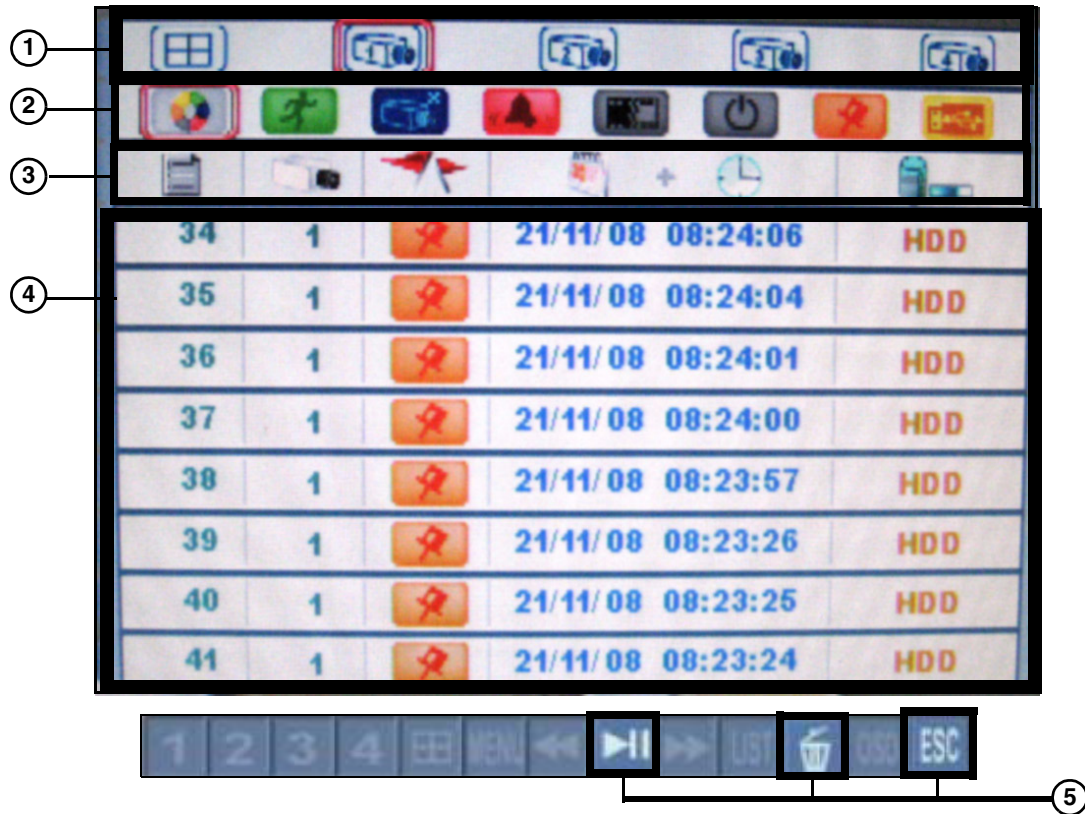 1
1 2 4
2
3
+
34 1 21/11/08 08:24:06 HDD
4
35 1 21/11/08 08:24:04 HDD
36 1 21/11/08 08:24:01 HDD
37 1 21/11/08 08:24:00 HDD
38 1 21/11/08 08:23:57 HDD
39 1 21/11/08 08:23:26 HDD
40 1 21/11/08 08:23:25 HDD
41 1 21/11/08 08:23:24 HDD
1 2 3 4 MENU LIST OSD ESC
5